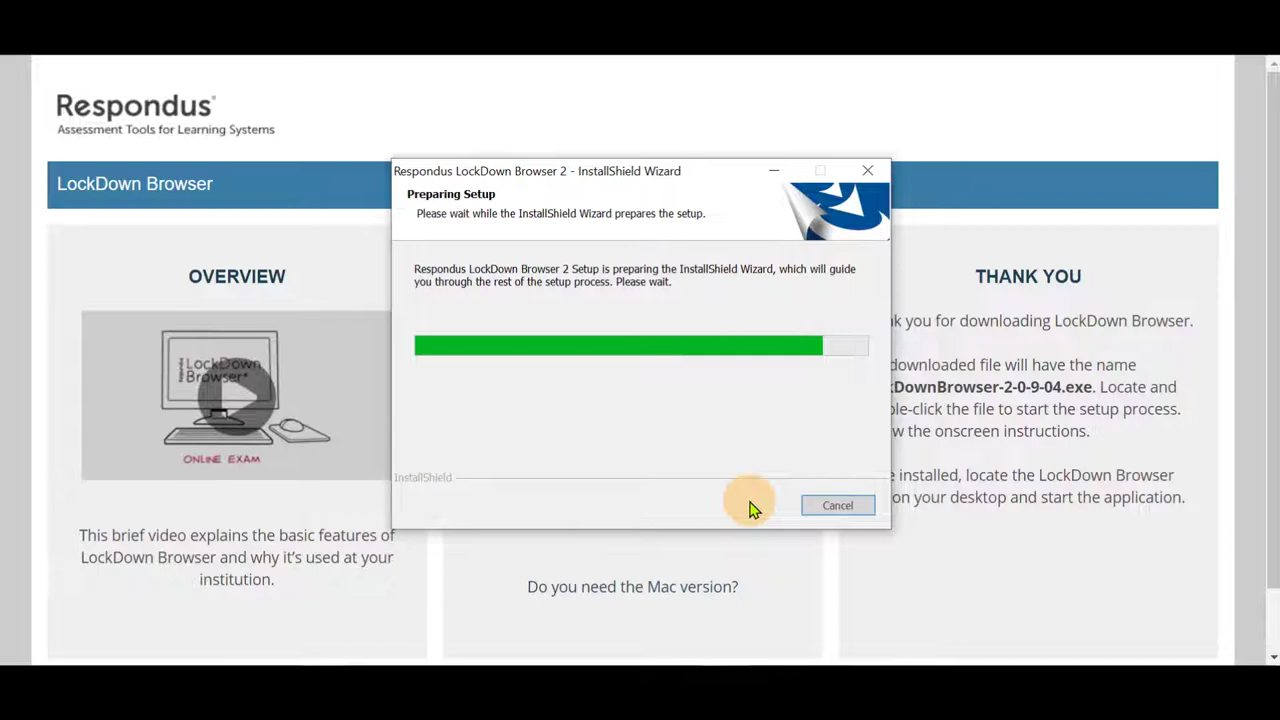 Respondus®
Assessment Tools for Learning Systems
LockDown Browser
Respondus LockDown Browser 2 - InstallShield Wizard
Preparing Setup
Please wait while the InstallShield Wizard prepares the setup.
Respondus LockDown Browser 2 Setup is preparing the InstallShield Wizard, which will guide
you through the rest of the setup process. Please wait.
InstallShield
Cancel
OVERVIEW
Respondus
LockDown
Browser
ONLINE EXAM
This brief video explains the basic features of
LockDown Browser and why it's used at your
institution.
Do you need the Mac version?
THANK YOU
k you for downloading LockDown Browser.
downloaded file will have the name
kDownBrowser-2-0-9-04.exe. Locate and
le-click the file to start the setup process.
w the onscreen instructions.
e installed, locate the LockDown Browser
on your desktop and start the application.